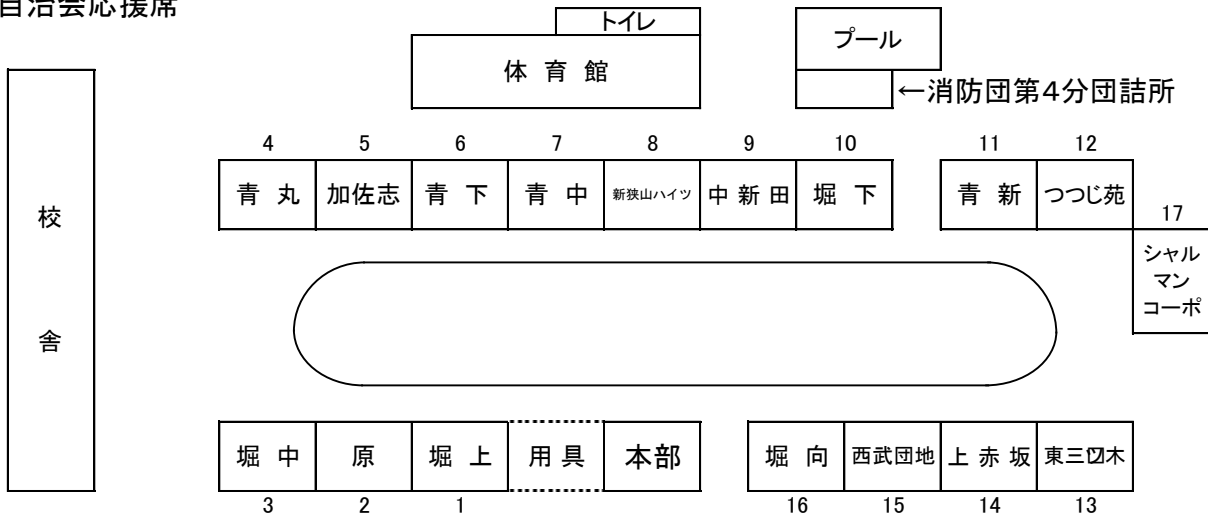 自治会応援席
トイレ
プール
体育館
←消防団第4分団詰所
4 5 6 7 8 9 10 11 12
青丸 加佐志 青下 青中 新狭山ハイツ 中新田 堀下 青新 つつじ苑
17
シャル
マン
コーポ
校
舎
堀中 原 堀上 用具 本部 堀向 西武団地 上赤坂
3 2 1 16 15 14 13